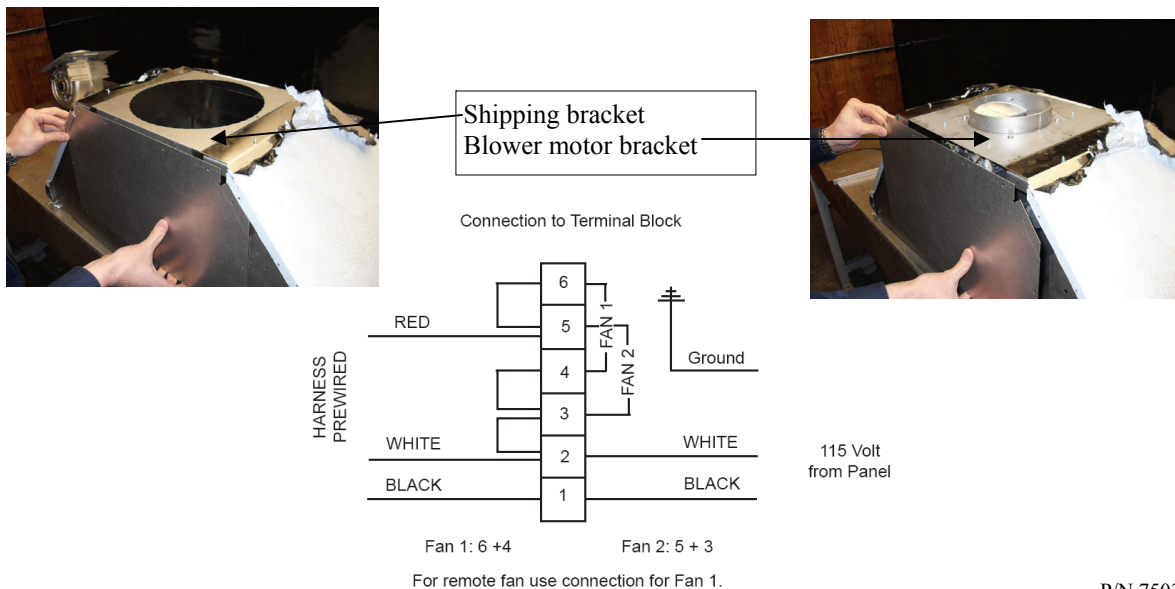 Shipping bracket
Blower motor bracket
Connection to Terminal Block
6
5
4
3
2
1
FAN 1
FAN 2
RED
HARNESS
PREWIRED
WHITE
BLACK
Ground
WHITE
BLACK
115 Volt
from Panel
Fan 1: 6 +4
Fan 2: 5 + 3
For remote fan use connection for Fan 1.